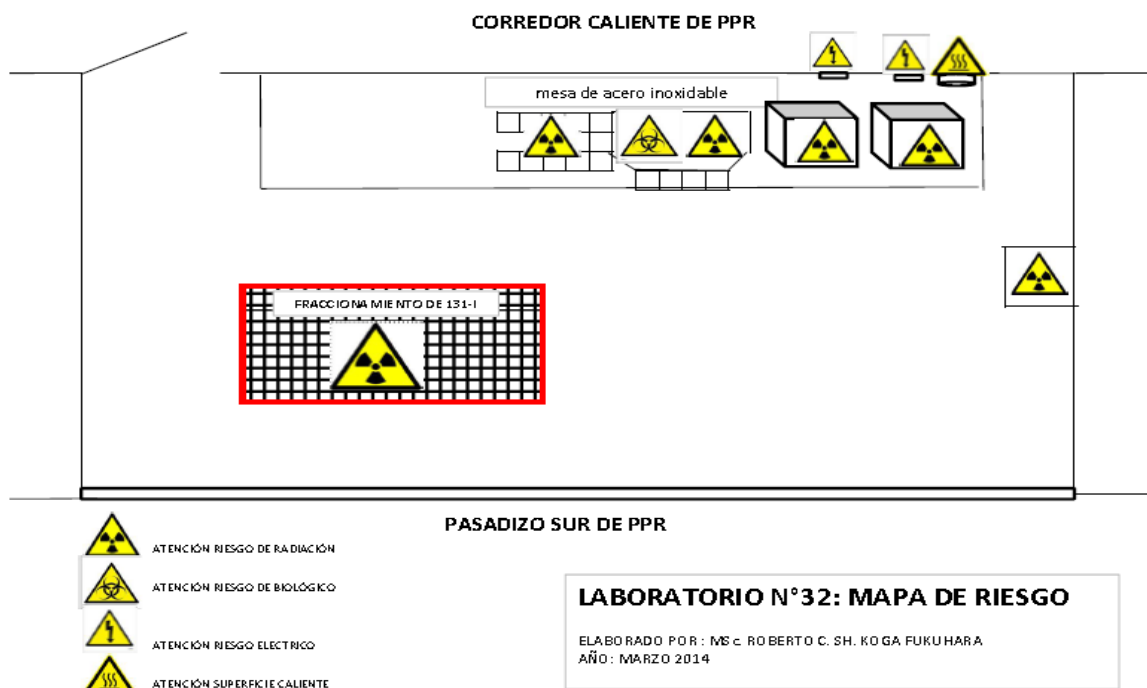 CORREDOR CALIENTE DE PPR
mesa de acero inoxidable
FRACCIONAMIENTO DE 131-I
PASADIZO SUR DE PPR
ATENCIÓN RIESGO DE RADIACIÓN
ATENCIÓN RIESGO DE BIOLÓGICO
ATENCIÓN RIESGO ELECTRICO
ATENCIÓN SUPERFICIE CALIENTE
LABORATORIO N°32: MAPA DE RIESGO
ELABORADO POR: MSc. ROBERTO C. SH. KOGA FUKUHARA
AÑO: MARZO 2014